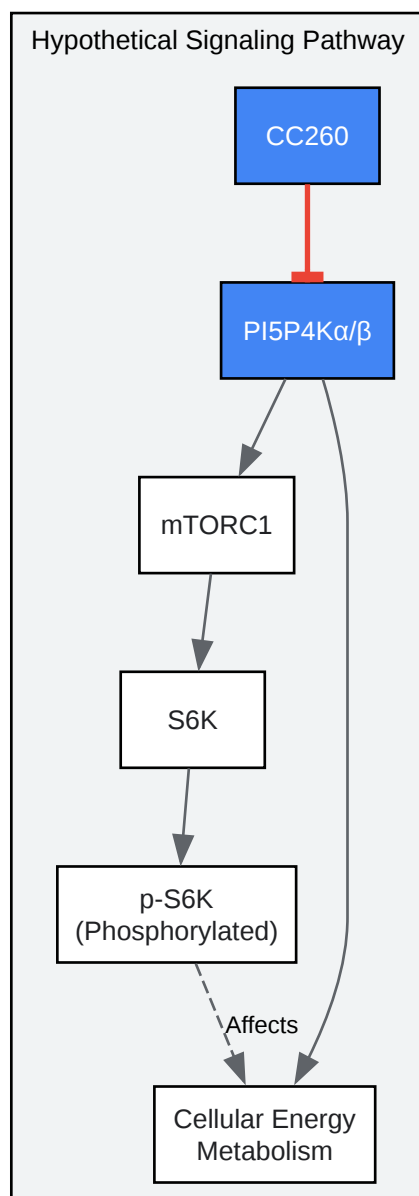 Hypothetical Signaling Pathway
CC260
PI5P4Kα/β
mTORC1
S6K
p-S6K
(Phosphorylated)
Affects
Cellular Energy
Metabolism